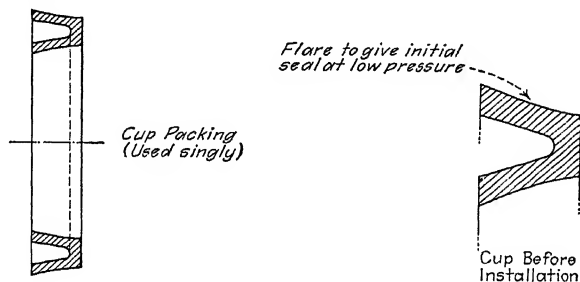 Flare to give initial
seal at low pressure
Cup Packing
(Used singly)
Cup Before
Installation